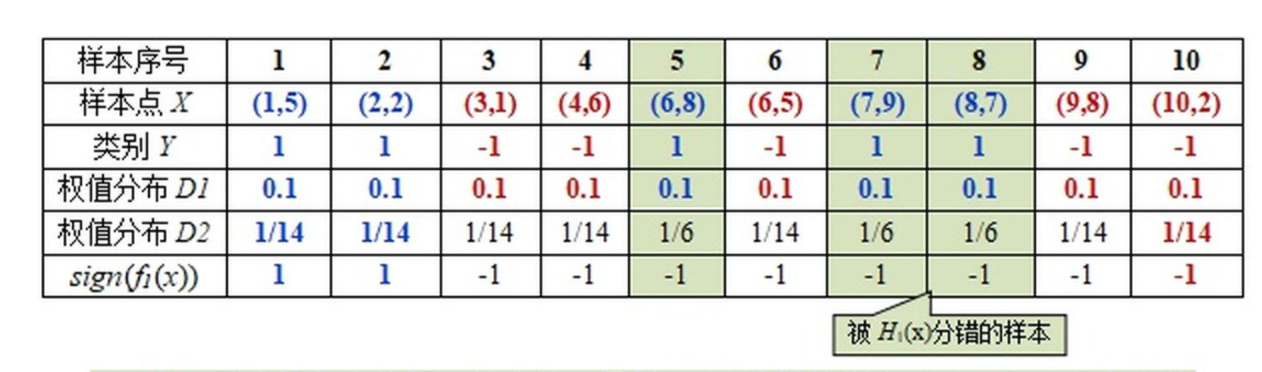 样本序号 1 2 3 4 5 6 7 8 9 10
样本点 X (1,5) (2,2) (3,1) (4,6) (6,8) (6,5) (7,9) (8,7) (9,8) (10,2)
类别 Y 1 1 -1 -1 1 -1 1 1 -1 -1
权值分布 D1 0.1 0.1 0.1 0.1 0.1 0.1 0.1 0.1 0.1 0.1
权值分布 D2 1/14 1/14 1/14 1/14 1/6 1/14 1/6 1/6 1/14 1/14
sign(f₁(x)) 1 1 -1 -1 -1 -1 -1 -1 -1 -1
被 H₁(x)分错的样本